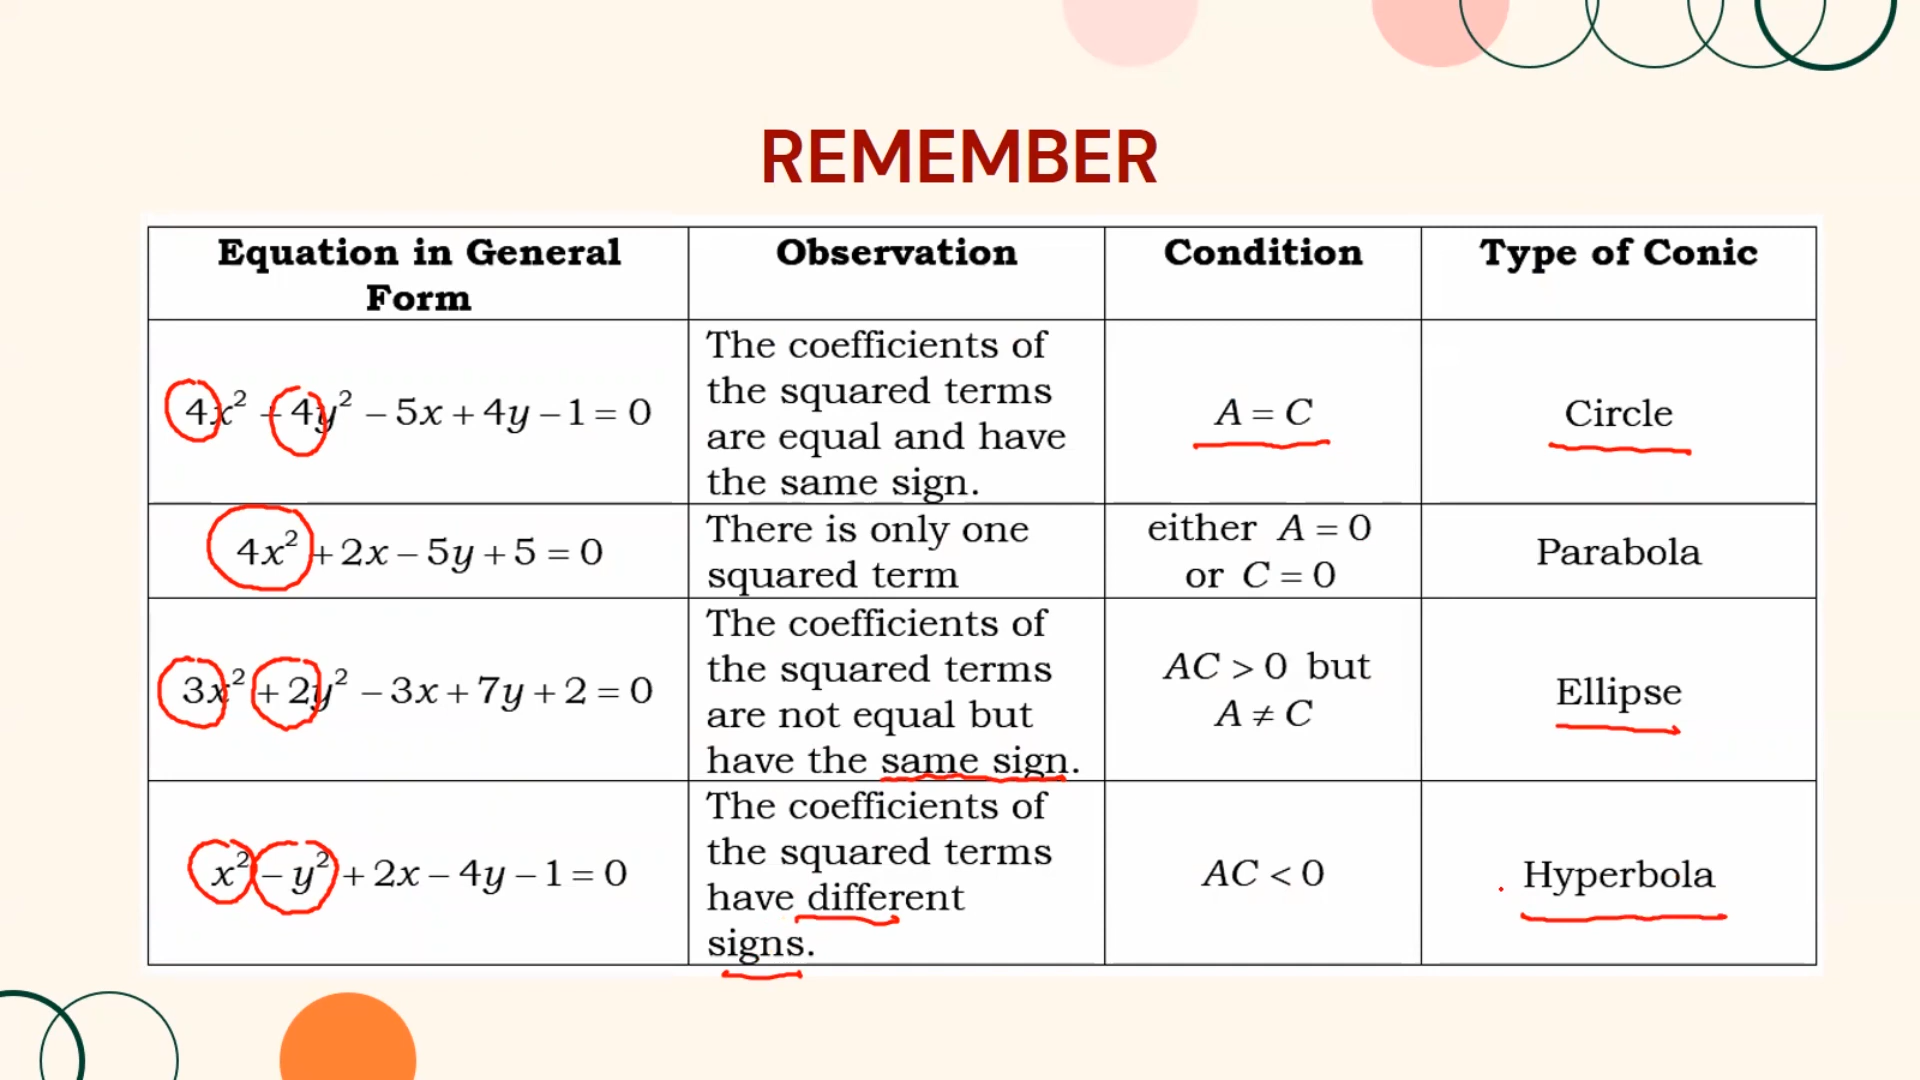 REMEMBER
Equation in General
Form
Observation
Condition
Type of Conic
4x² + 4y² − 5x + 4y − 1 = 0
The coefficients of
the squared terms
are equal and have
the same sign.
A = C
Circle
4x² + 2x − 5y + 5 = 0
There is only one
squared term
either A = 0
or C = 0
Parabola
3x² + 2y² − 3x + 7y + 2 = 0
The coefficients of
the squared terms
are not equal but
have the same sign.
AC > 0 but
A ≠ C
Ellipse
x² − y² + 2x − 4y − 1 = 0
The coefficients of
the squared terms
have different
signs.
AC < 0
Hyperbola